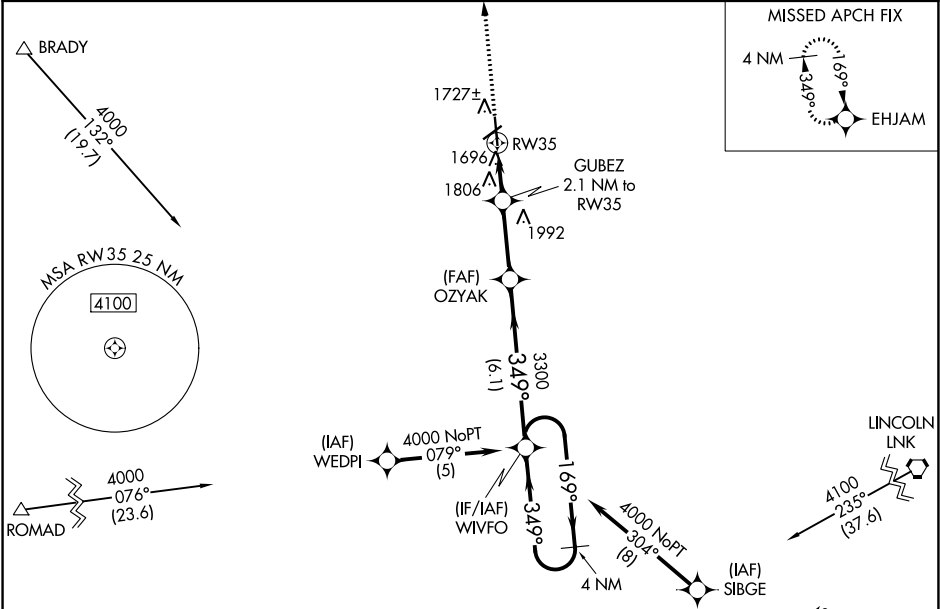 MISSED APCH FIX
4 NM
169°
349°
EHJAM
BRADY
4000
132°
(19.7)
1727±
RW35
1696
1806
GUBEZ
2.1 NM to
RW35
1992
MSA RW35 25 NM
4100
(FAF)
OZYAK
3300
349°
(6.1)
(IAF)
WEDPI
4000 NoPT
079°
(5)
LINCOLN
LNK
4100
235°
(37.6)
ROMAD
4000
076°
(23.6)
(IF/IAF)
WIVFO
169°
349°
4 NM
4000 NoPT
304°
(8)
(IAF)
SIBGE